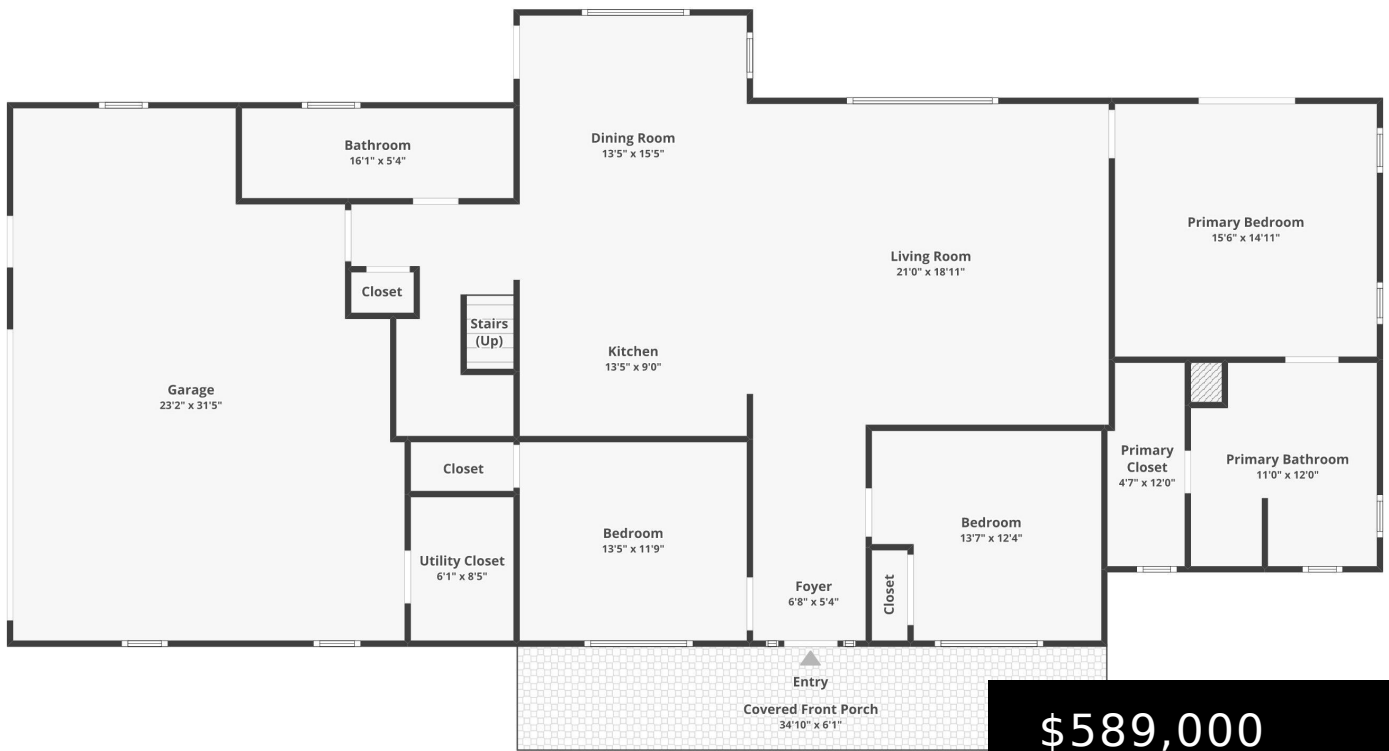 Dining Room
13'5" x 15'5"
Bathroom
16'1" x 5'4"
Primary Bedroom
15'6" x 14'11"
Living Room
21'0" x 18'11"
Closet
Stairs
(Up)
Kitchen
13'5" x 9'0"
Garage
23'2" x 31'5"
Closet
Primary
Closet
4'7" x 12'0"
Primary Bathroom
11'0" x 12'0"
Bedroom
13'5" x 11'9"
Bedroom
13'7" x 12'4"
Utility Closet
6'1" x 8'5"
Foyer
6'8" x 5'4"
Closet
Entry
Covered Front Porch
34'10" x 6'1"
$589,000